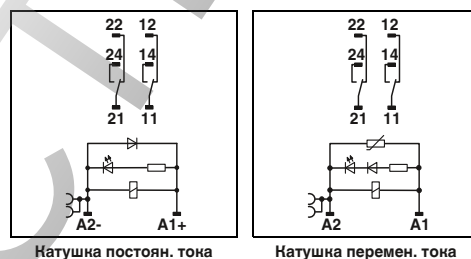 22 12 22 12
24 14 24 14
21 11 21 11
A2- A1+ A2 A1
Катушка постоян. тока Катушка перемен. тока